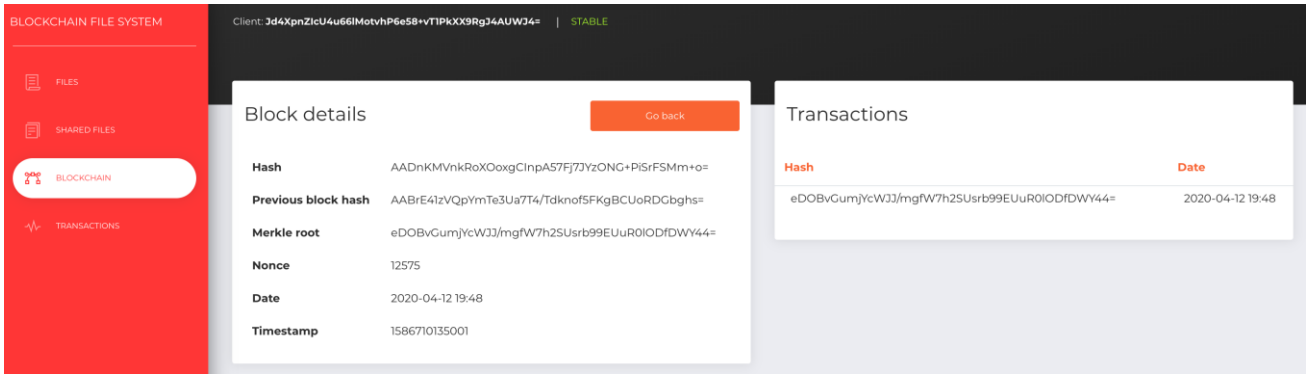 BLOCKCHAIN FILE SYSTEM
FILES
SHARED FILES
BLOCKCHAIN
TRANSACTIONS
Client: Jd4XpnZIcU4u66lMotvhP6e58+vT1PkXX9RgJ4AUWJ4= | STABLE
Block details
Go back
Hash AADnKMVnkRoXOoxgCInpA57Fj7JYzONG+PiSrFSMm+o=
Previous block hash AABrE41zVQpYmTe3Ua7T4/Tdknof5FKgBCUoRDGbghs=
Merkle root eDOBvGumjYcWJJ/mgfW7h2SUsrb99EUuR0lODfDWY44=
Nonce 12575
Date 2020-04-12 19:48
Timestamp 1586710135001
Transactions
Hash Date
eDOBvGumjYcWJJ/mgfW7h2SUsrb99EUuR0lODfDWY44= 2020-04-12 19:48